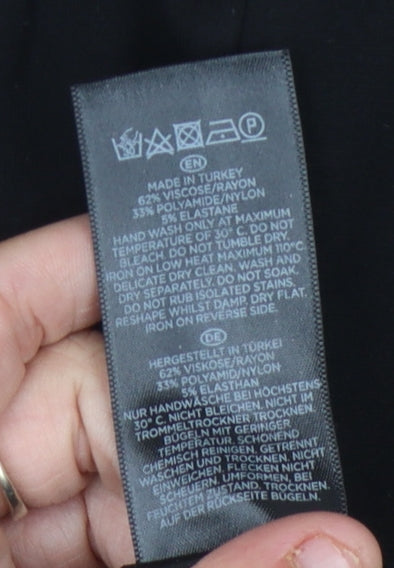 P
EN
MADE IN TURKEY
62% VISCOSE/RAYON
33% POLYAMIDE/NYLON
5% ELASTANE
HAND WASH ONLY AT MAXIMUM
TEMPERATURE OF 30°C. DO NOT
BLEACH. DO NOT TUMBLE DRY.
IRON ON LOW HEAT MAXIMUM 110°C
DELICATE DRY CLEAN. WASH AND
DRY SEPARATELY. DO NOT SOAK.
DO NOT RUB ISOLATED STAINS.
RESHAPE WHILST DAMP. DRY FLAT.
IRON ON REVERSE SIDE.
DE
HERGESTELLT IN TÜRKEI
62% VISCOSE/RAYON
33% POLYAMID/NYLON
5% ELASTHAN
NUR HANDWÄSCHE BEI HÖCHSTENS
30°C. NICHT BLEICHEN. NICHT IM
TROMMELTROCKNER TROCKNEN.
BÜGELN MIT GERINGER
TEMPERATUR. SCHONEND
CHEMISCH REINIGEN. GETRENNT
WASCHEN UND TROCKNEN. NICHT
EINWEICHEN. FLECKEN NICHT
SCHEUERN. UMFORMEN, BEI
FEUCHTEM ZUSTAND. TROCKNEN.
AUF DER RÜCKSEITE BÜGELN.